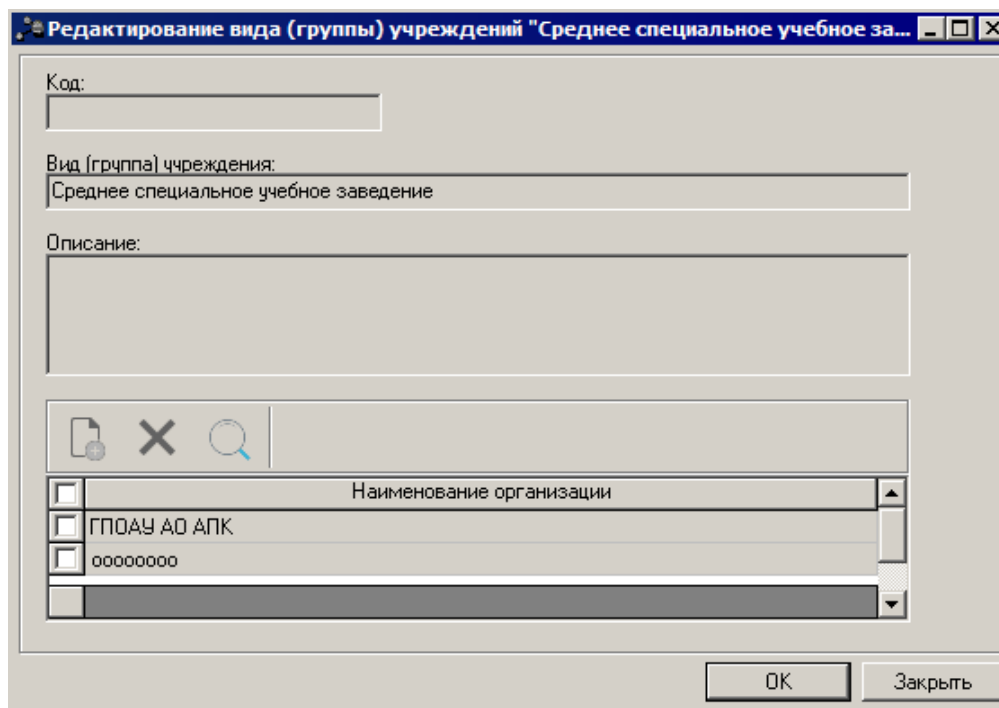 Редактирование вида (группы) учреждений "Среднее специальное учебное за...
Код:
Вид (группа) учреждения:
Среднее специальное учебное заведение
Описание:
Наименование организации
ГПОАУ АО АПК
оооооооо
OK
Закрыть